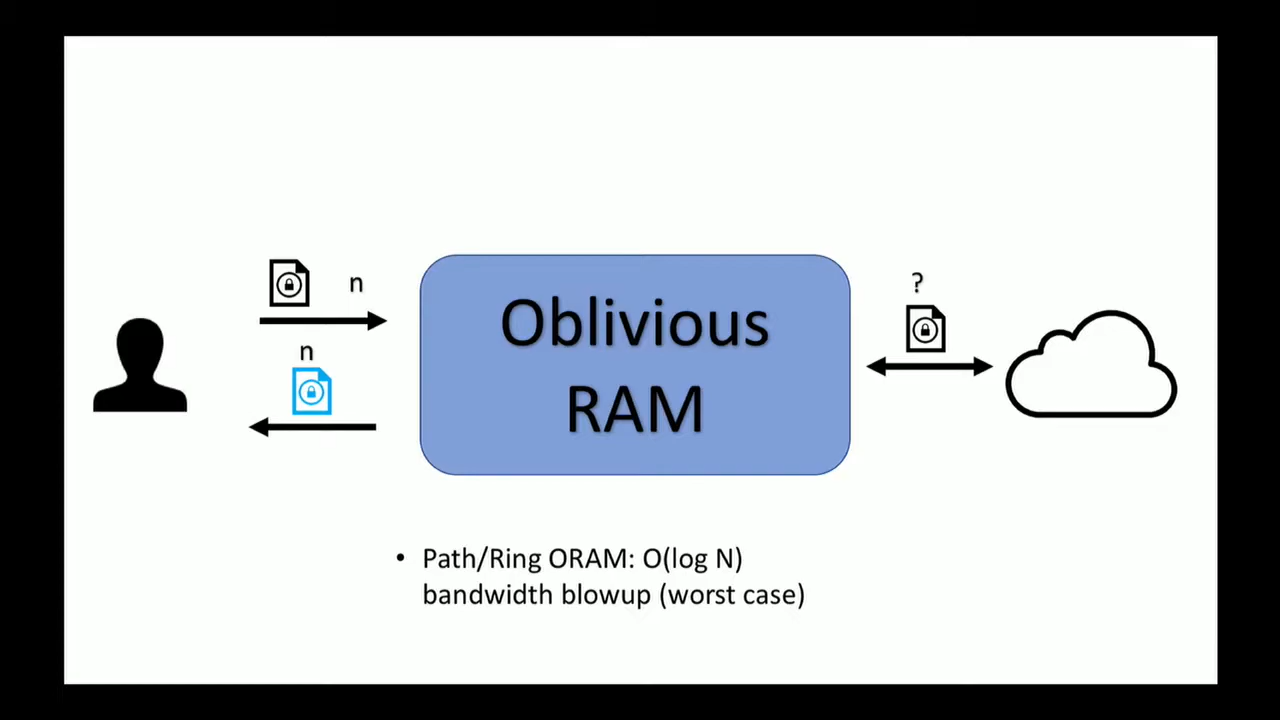 n
n
Oblivious
RAM
?
• Path/Ring ORAM: O(log N)
bandwidth blowup (worst case)